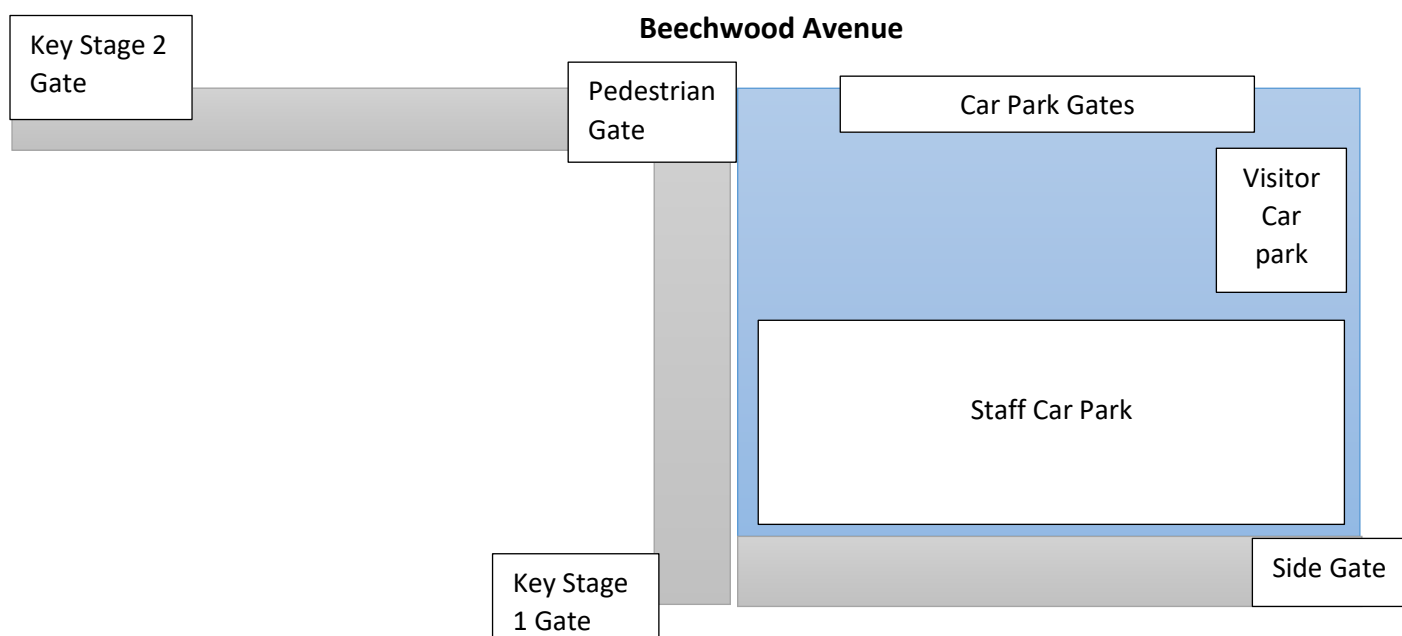 Beechwood Avenue
Key Stage 2
Gate
Pedestrian
Gate
Car Park Gates
Visitor
Car
park
Staff Car Park
Key Stage
1 Gate
Side Gate